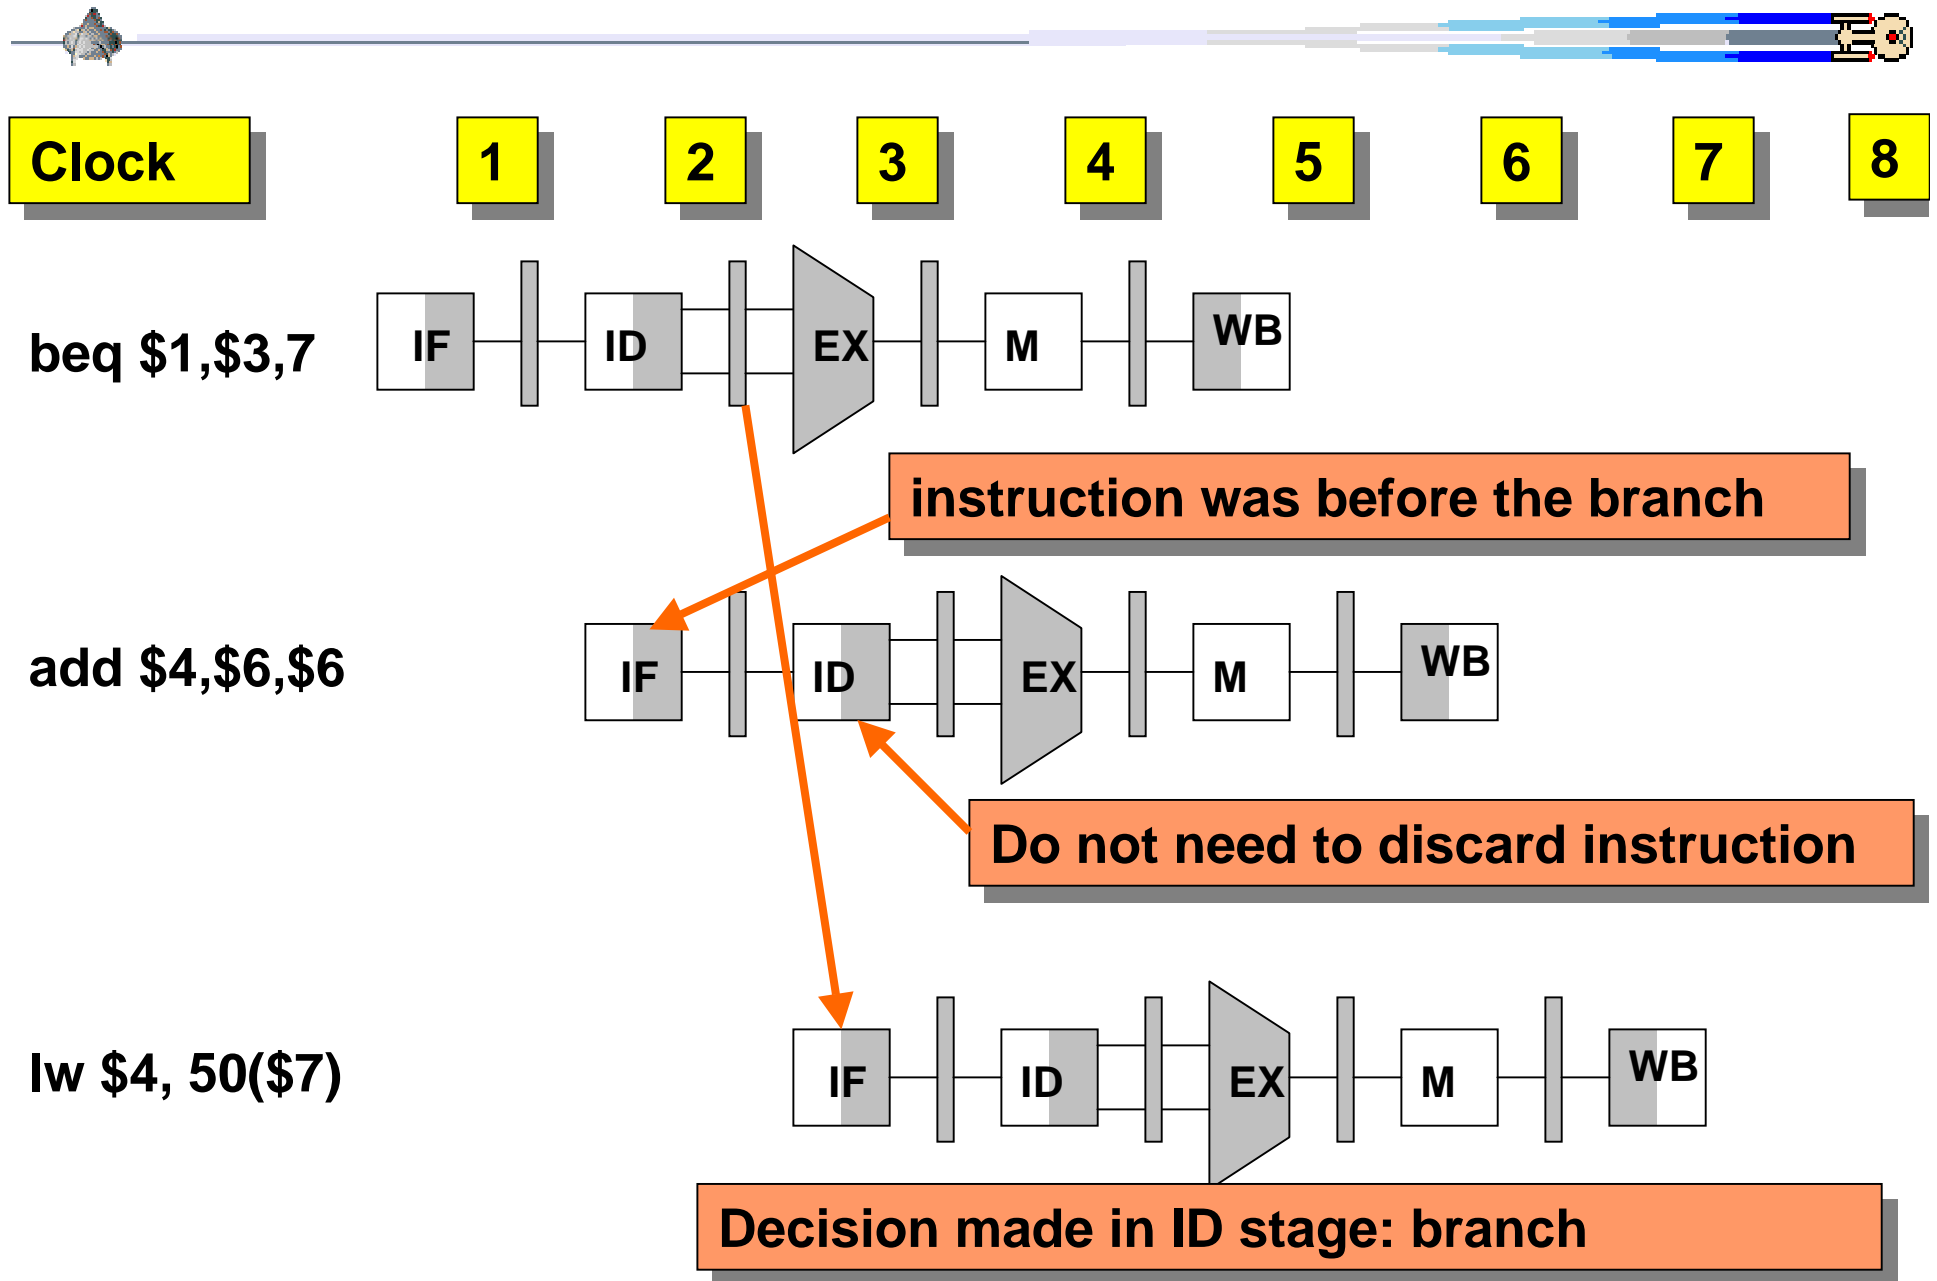 Clock 1 2 3 4 5 6 7 8
beq $1,$3,7 IF ID EX M WB
instruction was before the branch
add $4,$6,$6 IF ID EX M WB
Do not need to discard instruction
lw $4, 50($7) IF ID EX M WB
Decision made in ID stage: branch